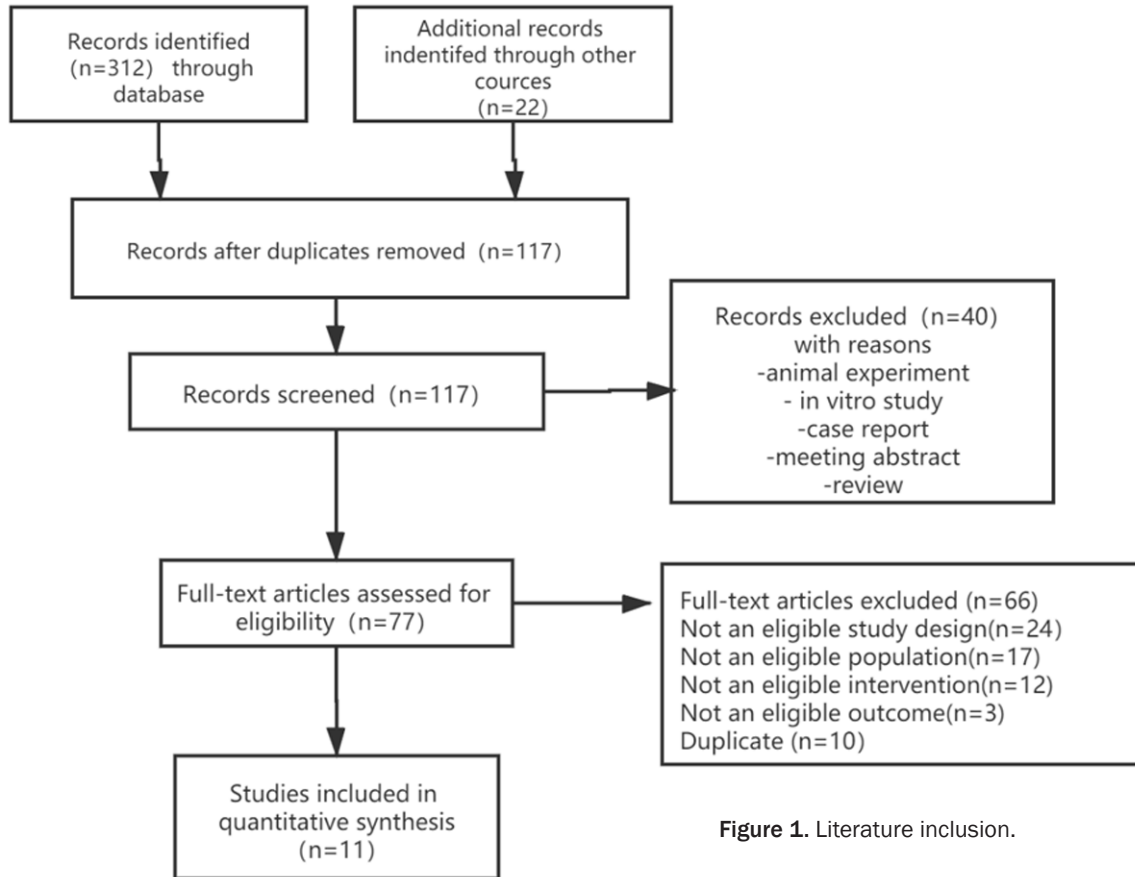 Records identified
(n=312) through
database
Additional records
indentifed through other
cources
(n=22)
Records after duplicates removed (n=117)
Records screened (n=117)
Records excluded (n=40)
with reasons
-animal experiment
- in vitro study
-case report
-meeting abstract
-review
Full-text articles assessed for
eligibility (n=77)
Full-text articles excluded (n=66)
Not an eligible study design(n=24)
Not an eligible population(n=17)
Not an eligible intervention(n=12)
Not an eligible outcome(n=3)
Duplicate (n=10)
Studies included in
quantitative synthesis
(n=11)
Figure 1. Literature inclusion.